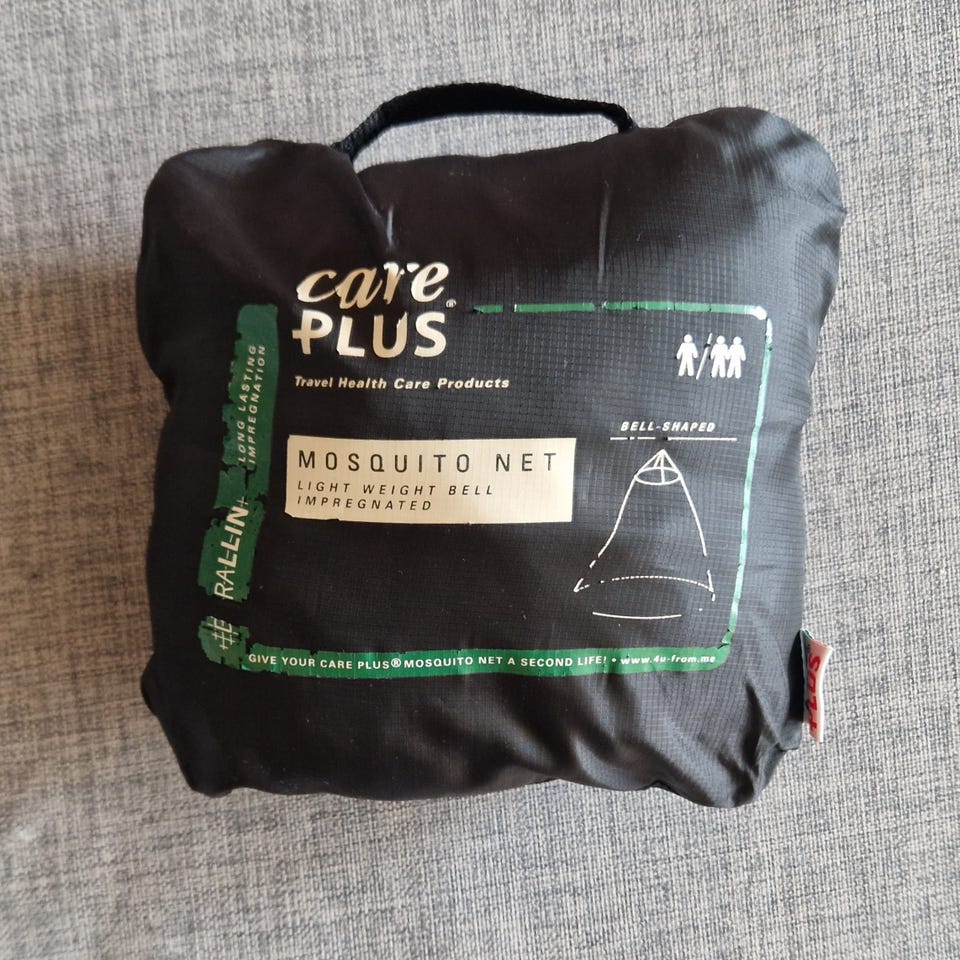 care
PLUS®
Travel Health Care Products
MOSQUITO NET
LIGHT WEIGHT BELL
IMPREGNATED
BELL-SHAPED
LONG LASTING
IMPREGNATION
GIVE YOUR CARE PLUS® MOSQUITO NET A SECOND LIFE! • www.4u-from.me
PLUS